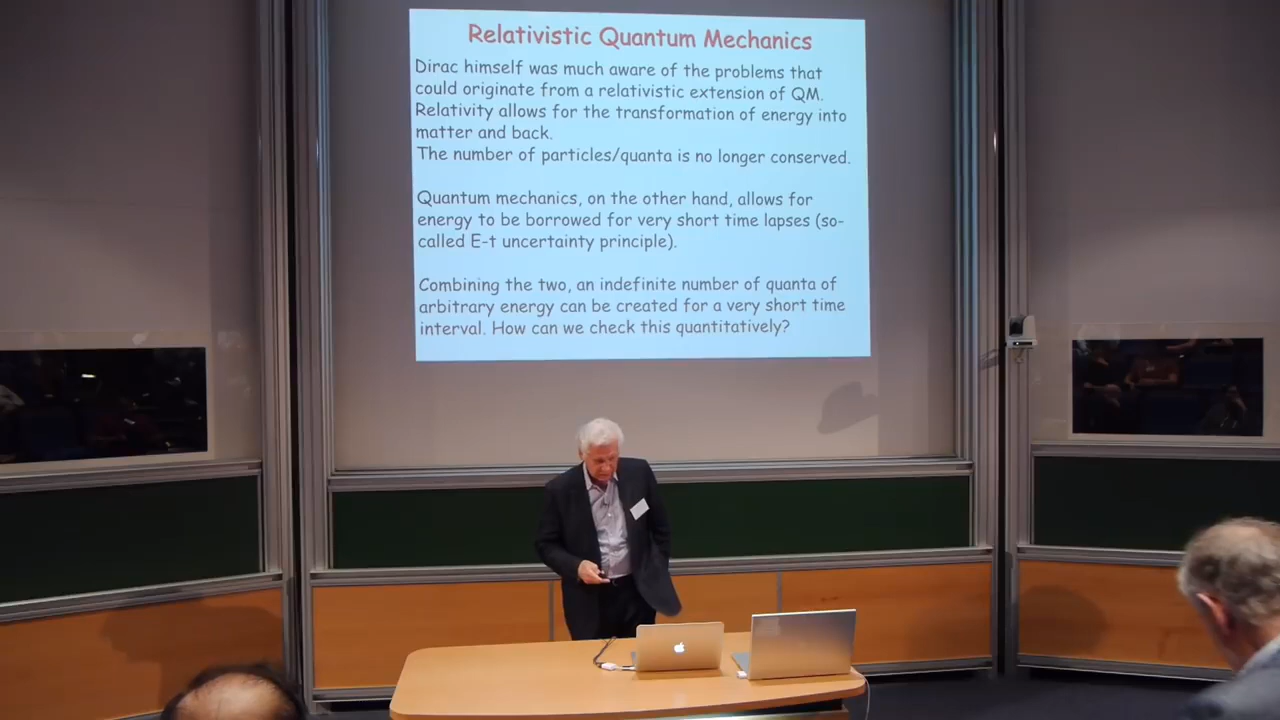 Relativistic Quantum Mechanics
Dirac himself was much aware of the problems that
could originate from a relativistic extension of QM.
Relativity allows for the transformation of energy into
matter and back.
The number of particles/quanta is no longer conserved.
Quantum mechanics, on the other hand, allows for
energy to be borrowed for very short time lapses (so-
called E-t uncertainty principle).
Combining the two, an indefinite number of quanta of
arbitrary energy can be created for a very short time
interval. How can we check this quantitatively?